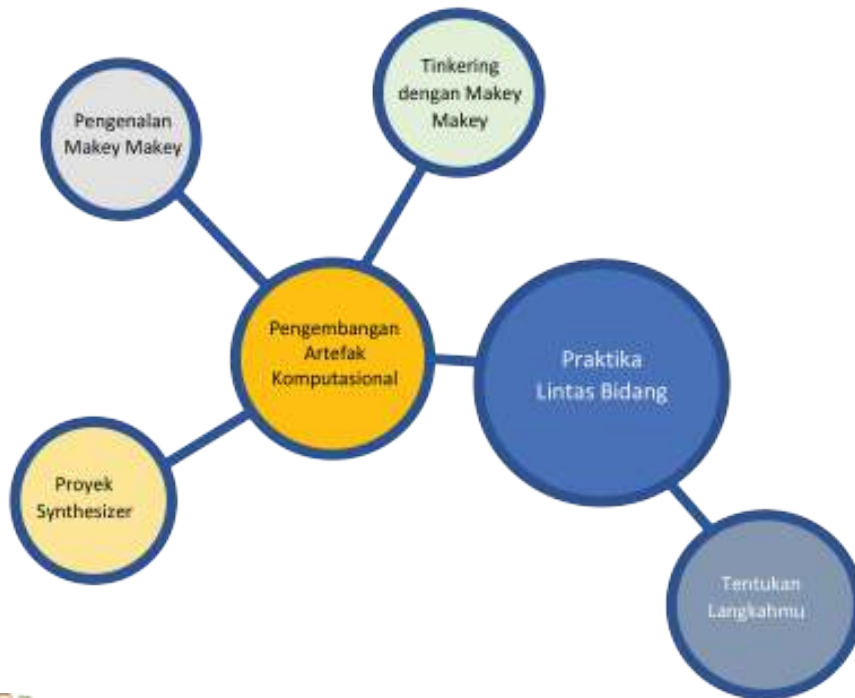 Tinkering
dengan Makey
Makey
Pengenalan
Makey Makey
Pengembangan
Artefak
Komputasional
Praktika
Lintas Bidang
Proyek
Synthesizer
Tentukan
Langkahmu